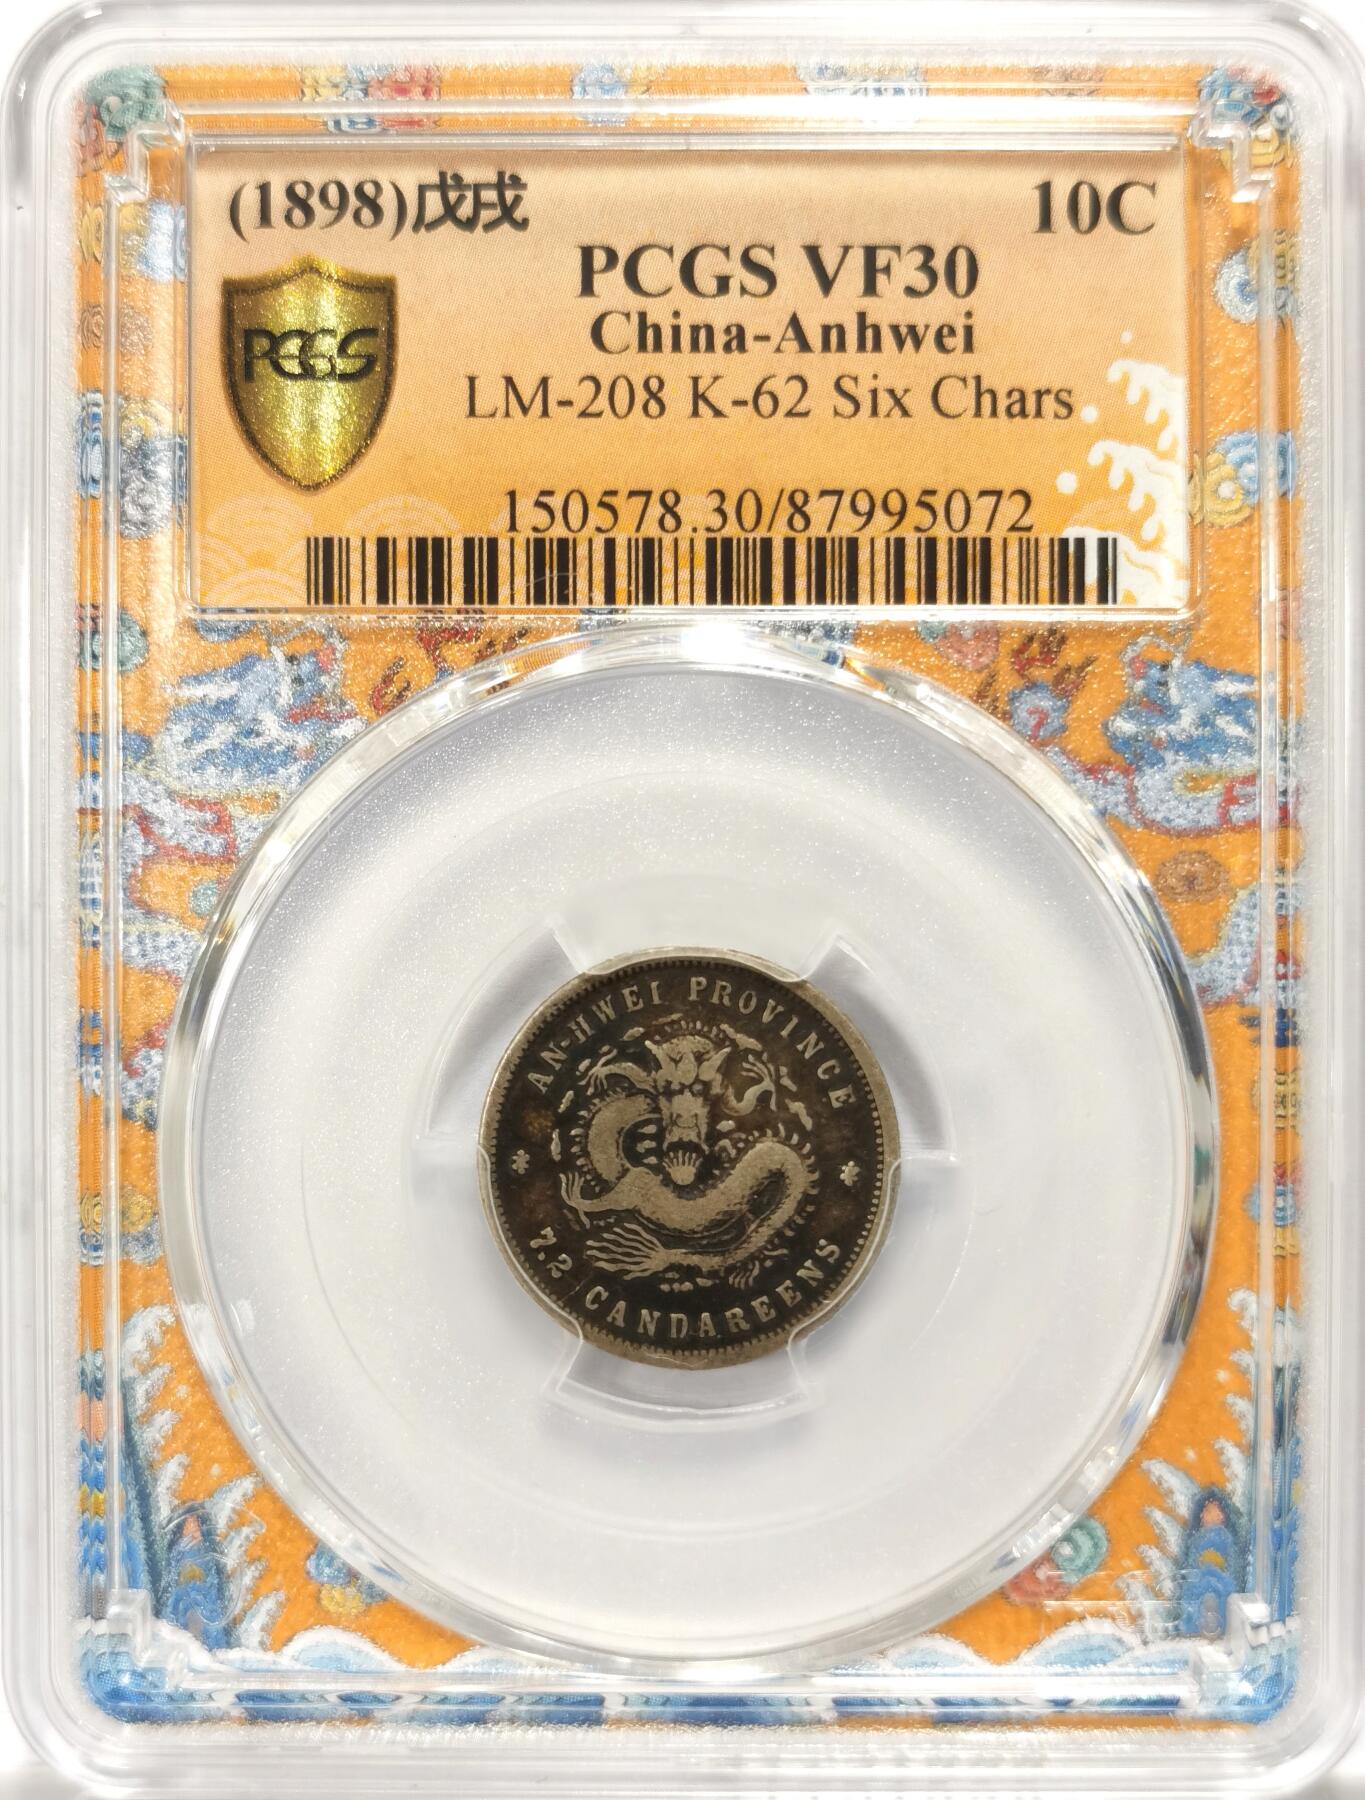 (1898)戊戌 10C
PCGS VF30
PCGS
China-Anhwei
LM-208 K-62 Six Chars
150578.30/87995072
AN-HWEI PROVINCE
7.2 CANDAREENS